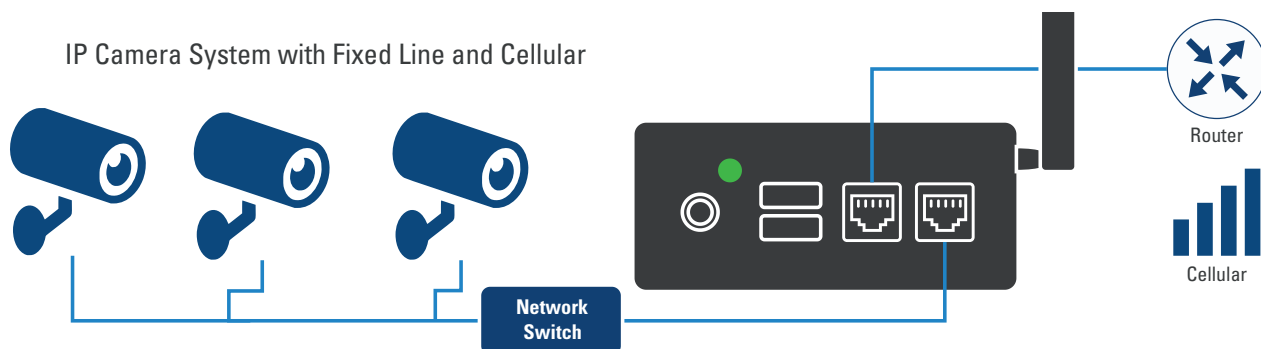 IP Camera System with Fixed Line and Cellular
Router
Cellular
Network
Switch